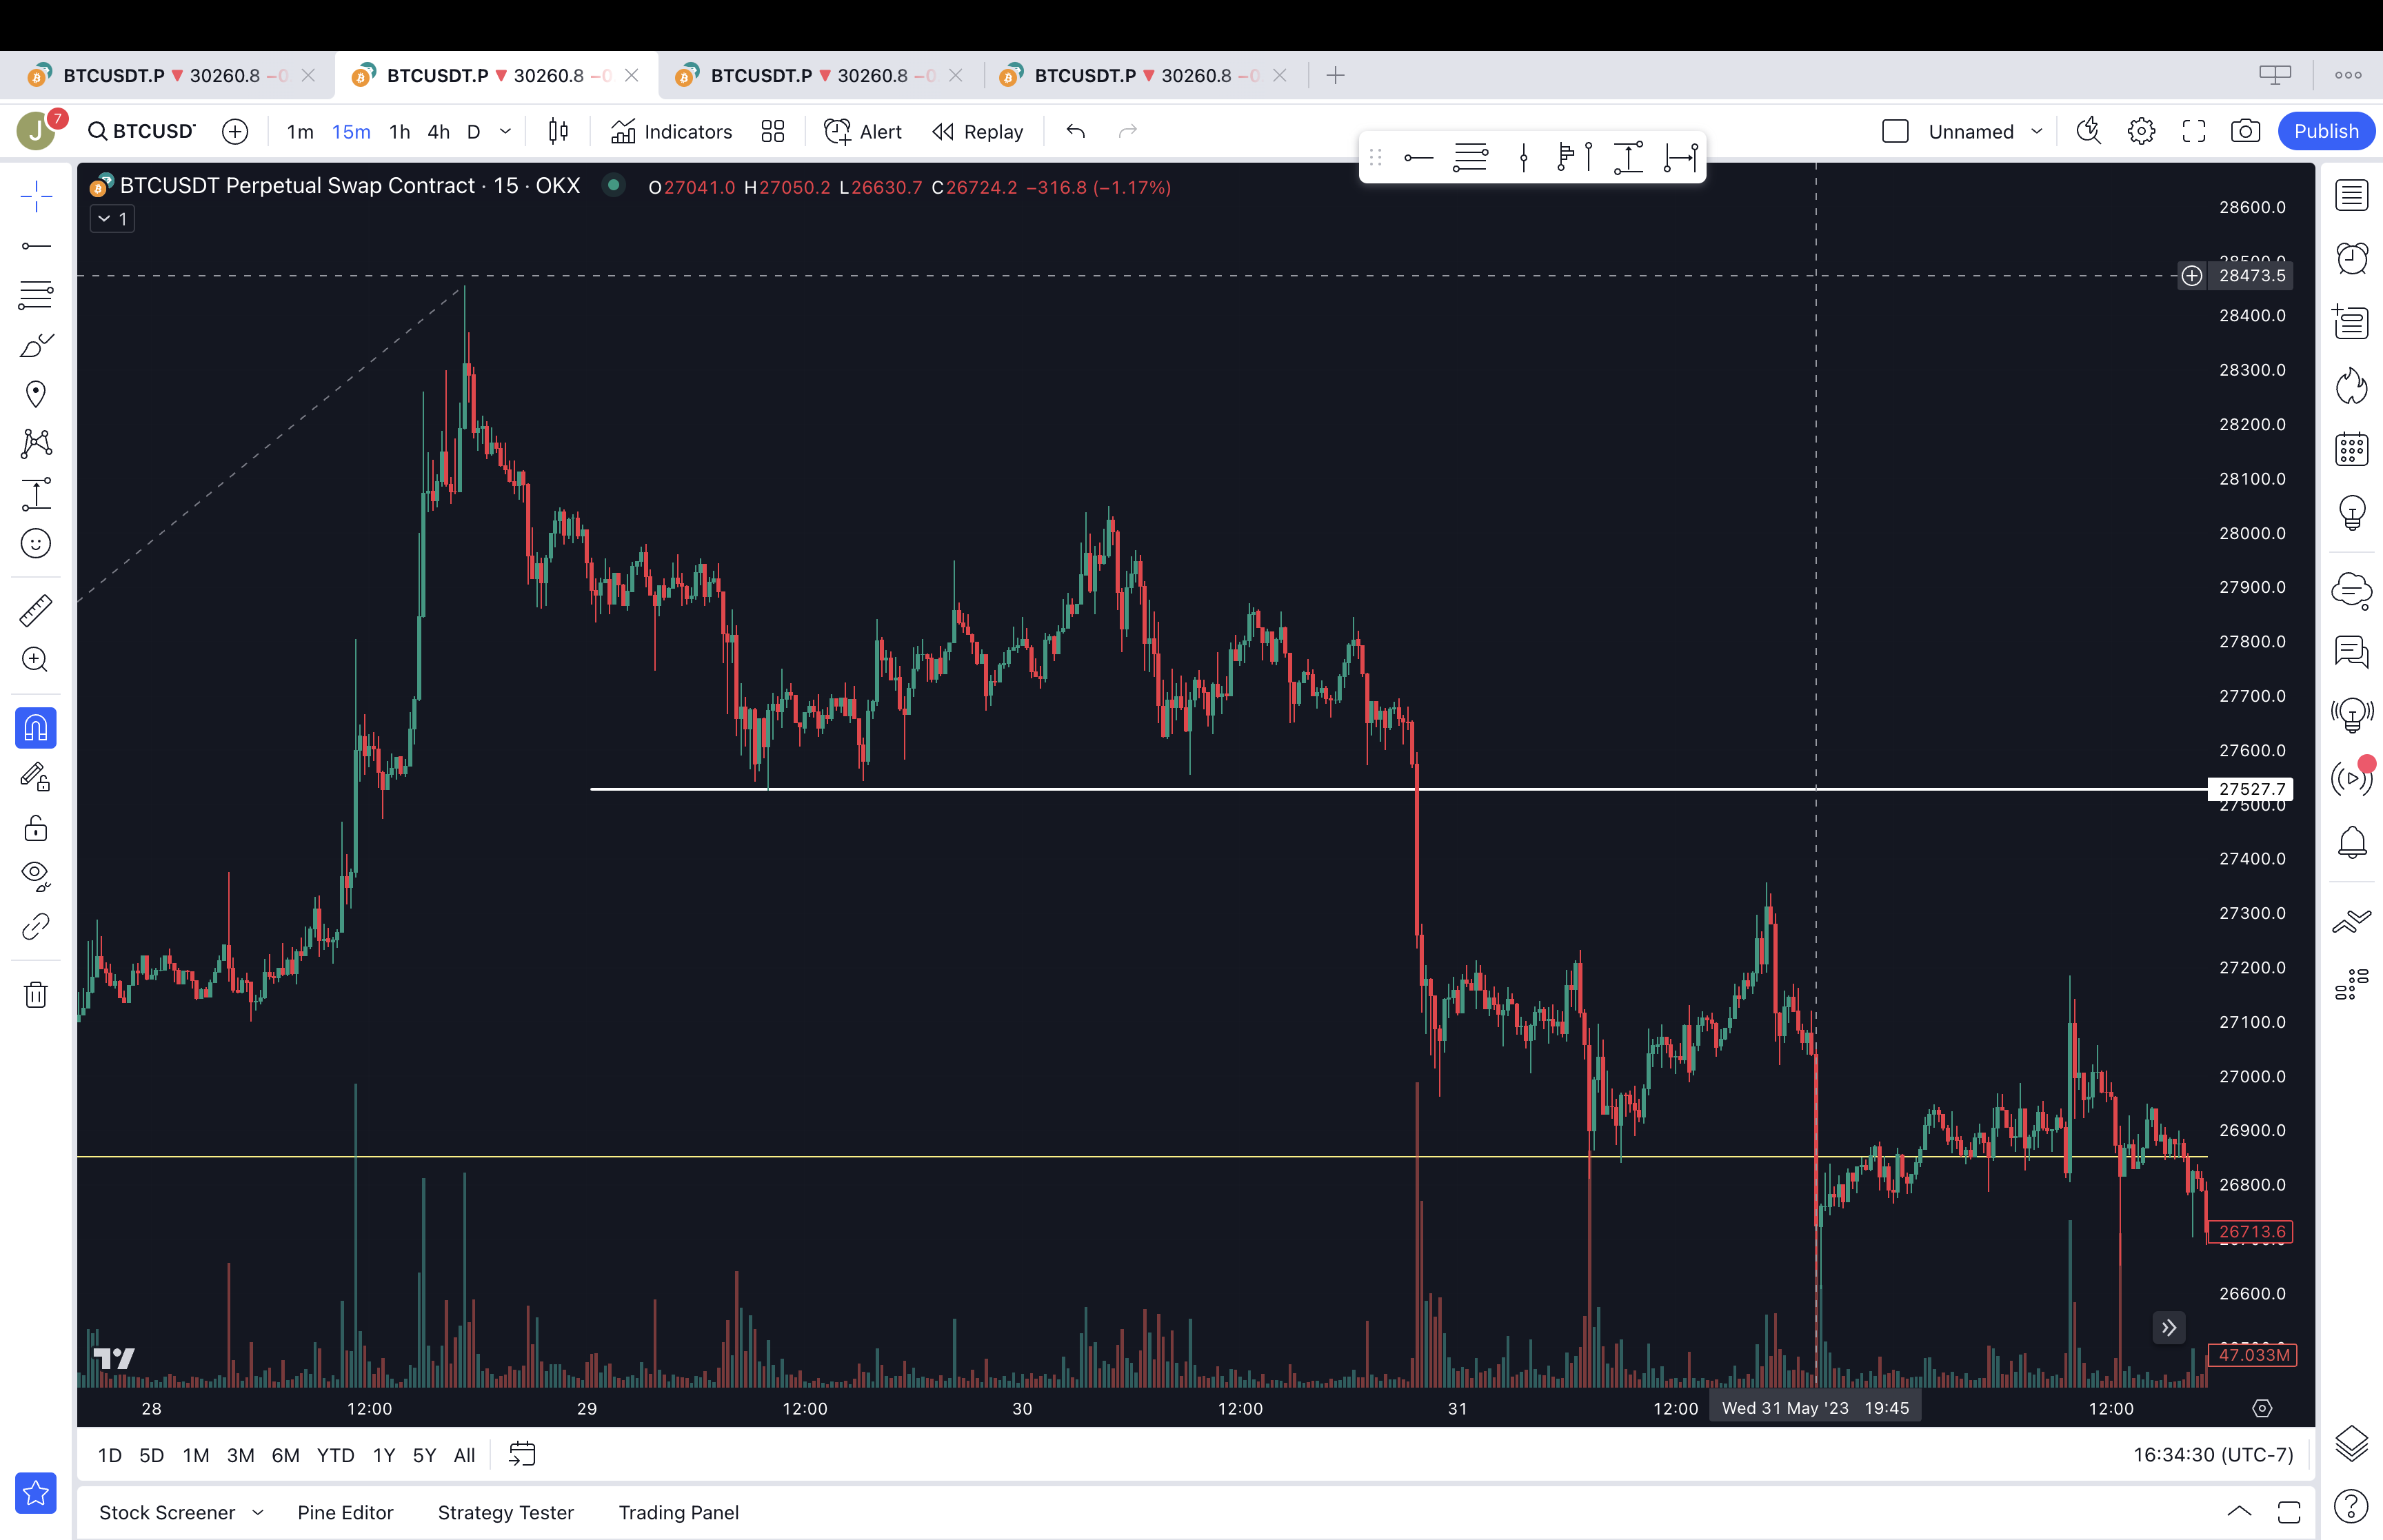 BTCUSDT.P ▼ 30260.8 −0
BTCUSDT.P ▼ 30260.8 −0
BTCUSDT.P ▼ 30260.8 −0
BTCUSDT.P ▼ 30260.8 −0
J 7 BTCUSD 1m 15m 1h 4h D Indicators Alert Replay Unnamed Publish
BTCUSDT Perpetual Swap Contract · 15 · OKX O27041.0 H27050.2 L26630.7 C26724.2 −316.8 (−1.17%)
1
28600.0
28473.5
28400.0
28300.0
28200.0
28100.0
28000.0
27900.0
27800.0
27700.0
27600.0
27527.7
27500.0
27400.0
27300.0
27200.0
27100.0
27000.0
26900.0
26800.0
26713.6
26600.0
47.033M
28 12:00 29 12:00 30 12:00 31 12:00 Wed 31 May '23 19:45 12:00
1D 5D 1M 3M 6M YTD 1Y 5Y All 16:34:30 (UTC-7)
Stock Screener Pine Editor Strategy Tester Trading Panel